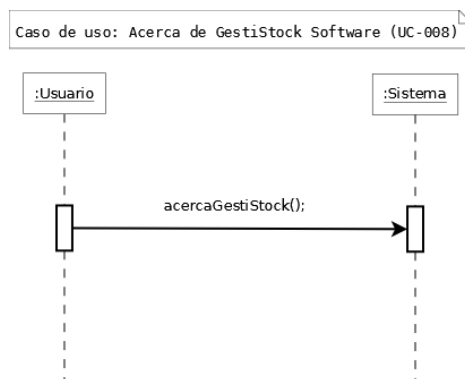 Caso de uso: Acerca de GestiStock Software (UC-008)
:Usuario
:Sistema
acercaGestiStock();